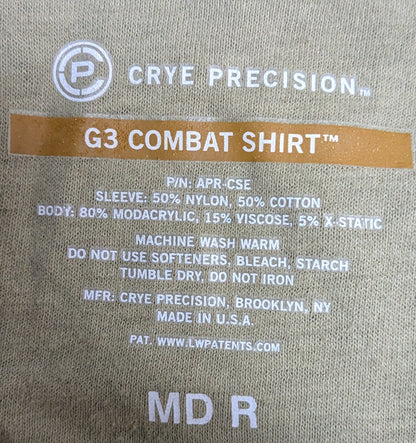 P CRYE PRECISION™
G3 COMBAT SHIRT™
P/N: APR-CSE
SLEEVE: 50% NYLON, 50% COTTON
BODY: 80% MODACRYLIC, 15% VISCOSE, 5% X-STATIC
MACHINE WASH WARM
DO NOT USE SOFTENERS, BLEACH, STARCH
TUMBLE DRY, DO NOT IRON
MFR: CRYE PRECISION, BROOKLYN, NY
MADE IN U.S.A.
PAT. WWW.LWPATENTS.COM
MD R